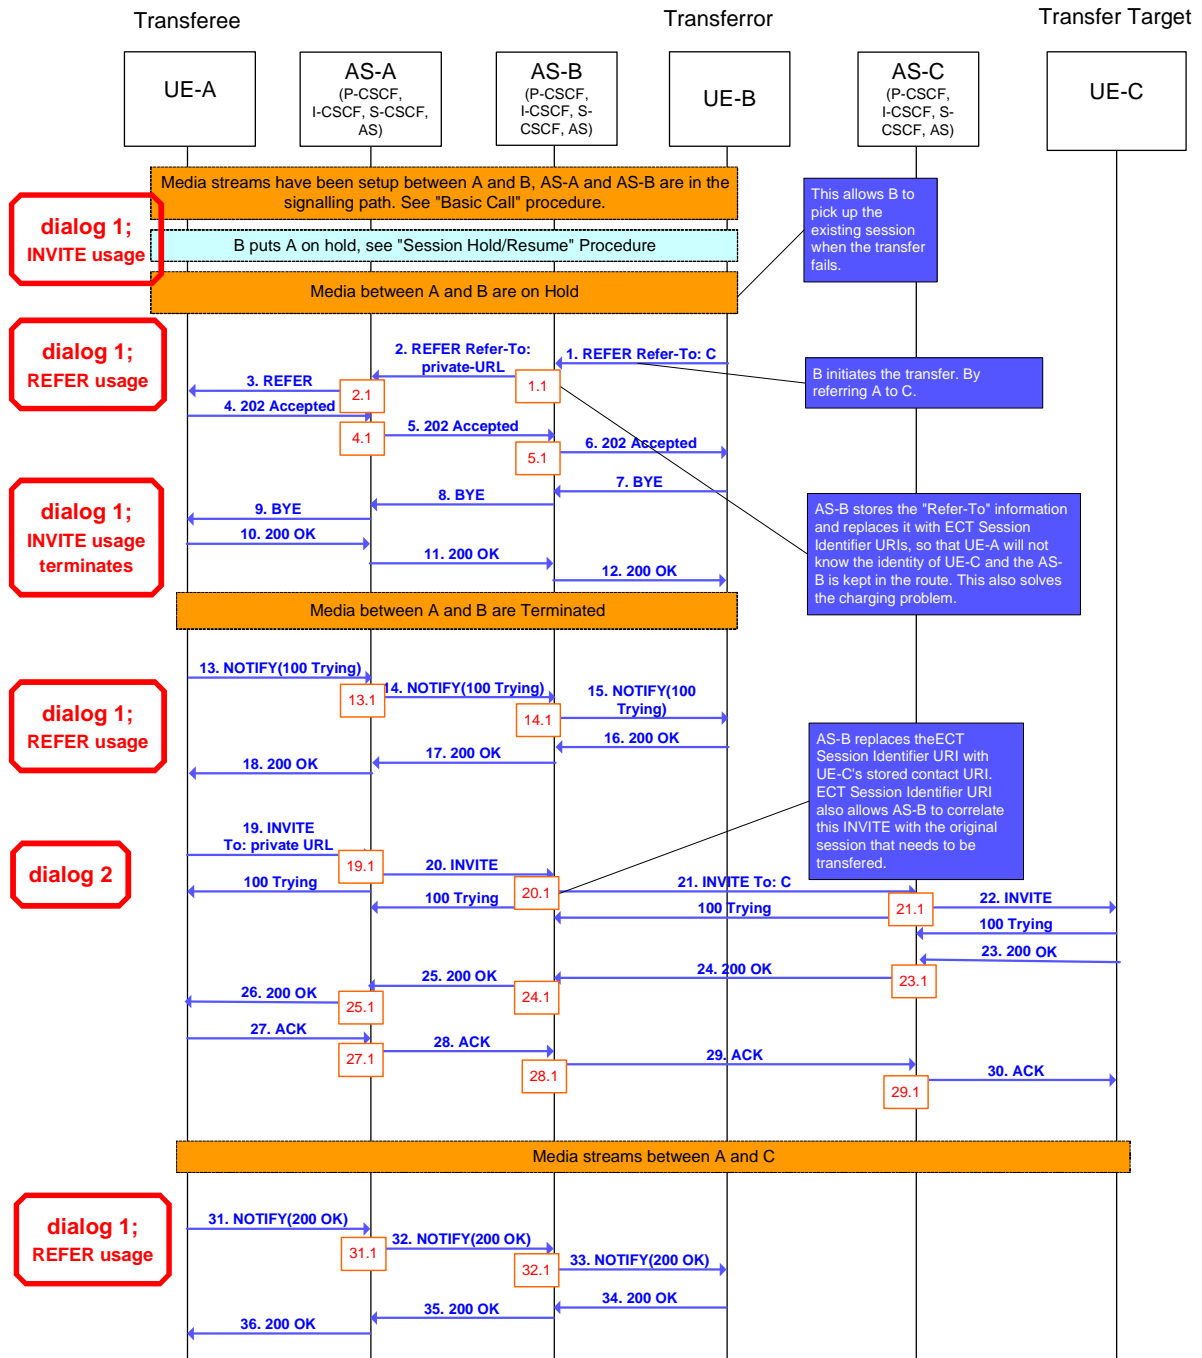 Transferee
Transferror
Transfer Target
UE-A
AS-A
(P-CSCF,
I-CSCF, S-CSCF,
AS)
AS-B
(P-CSCF,
I-CSCF, S-
CSCF, AS)
UE-B
AS-C
(P-CSCF,
I-CSCF, S-
CSCF, AS)
UE-C
Media streams have been setup between A and B, AS-A and AS-B are in the
signalling path. See "Basic Call" procedure.
This allows B to
pick up the
existing session
when the transfer
fails.
dialog 1;
INVITE usage
B puts A on hold, see "Session Hold/Resume" Procedure
Media between A and B are on Hold
dialog 1;
REFER usage
1. REFER Refer-To: C
2. REFER Refer-To:
private-URL
1.1
B initiates the transfer. By
referring A to C.
3. REFER
2.1
4. 202 Accepted
4.1
5. 202 Accepted
5.1
6. 202 Accepted
dialog 1;
INVITE usage
terminates
7. BYE
8. BYE
9. BYE
10. 200 OK
11. 200 OK
12. 200 OK
AS-B stores the "Refer-To" information
and replaces it with ECT Session
Identifier URIs, so that UE-A will not
know the identity of UE-C and the AS-
B is kept in the route. This also solves
the charging problem.
Media between A and B are Terminated
13. NOTIFY(100 Trying)
13.1
14. NOTIFY(100 Trying)
14.1
15. NOTIFY(100
Trying)
dialog 1;
REFER usage
16. 200 OK
17. 200 OK
18. 200 OK
AS-B replaces theECT
Session Identifier URI with
UE-C's stored contact URI.
ECT Session Identifier URI
also allows AS-B to correlate
this INVITE with the original
session that needs to be
transfered.
dialog 2
19. INVITE
To: private URL
19.1
20. INVITE
100 Trying
20.1
21. INVITE To: C
100 Trying
21.1
22. INVITE
100 Trying
100 Trying
23. 200 OK
23.1
24. 200 OK
24.1
25. 200 OK
25.1
26. 200 OK
27. ACK
27.1
28. ACK
28.1
29. ACK
29.1
30. ACK
Media streams between A and C
dialog 1;
REFER usage
31. NOTIFY(200 OK)
31.1
32. NOTIFY(200 OK)
32.1
33. NOTIFY(200 OK)
34. 200 OK
35. 200 OK
36. 200 OK